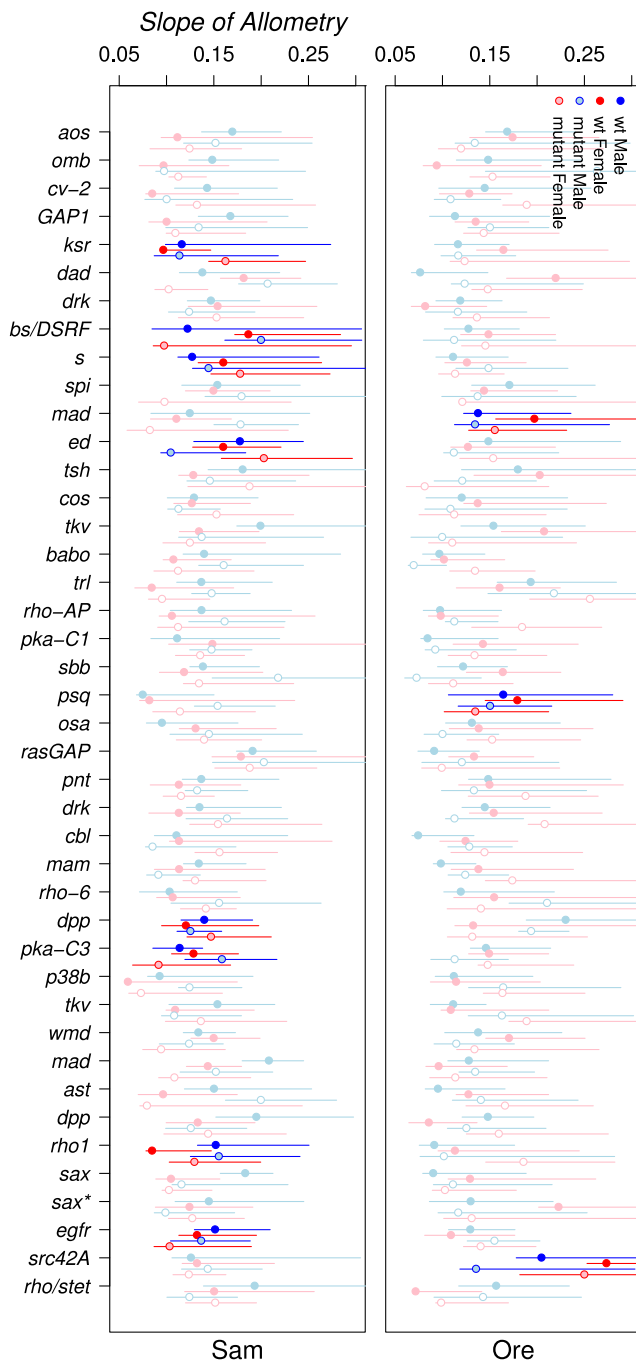 Slope of Allometry
0.05 0.15 0.25 0.05 0.15 0.25
wt Male
wt Female
mutant Male
mutant Female
aos
omb
cv-2
GAP1
ksr
dad
drk
bs/DSRF
s
spi
mad
ed
tsh
cos
tkv
babo
trl
rho-AP
pka-C1
sbb
psq
osa
rasGAP
pnt
drk
cbl
mam
rho-6
dpp
pka-C3
p38b
tkv
wmd
mad
ast
dpp
rho1
sax
sax*
egfr
src42A
rho/stet
Sam Ore